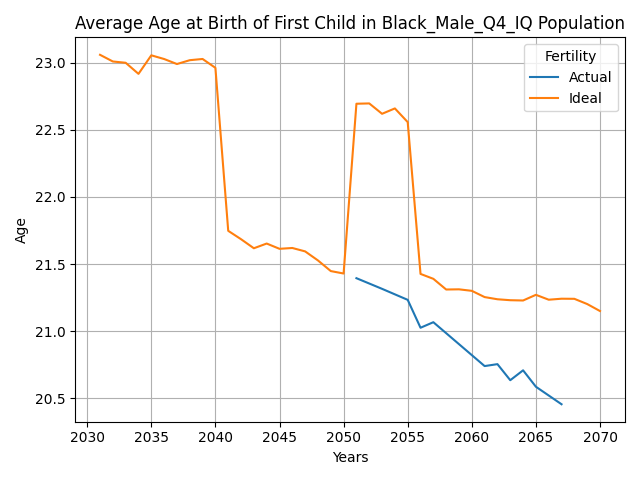 Average Age at Birth of First Child in Black_Male_Q4_IQ Population
Fertility
Actual
Ideal
Age
23.0
22.5
22.0
21.5
21.0
20.5
2030 2035 2040 2045 2050 2055 2060 2065 2070
Years